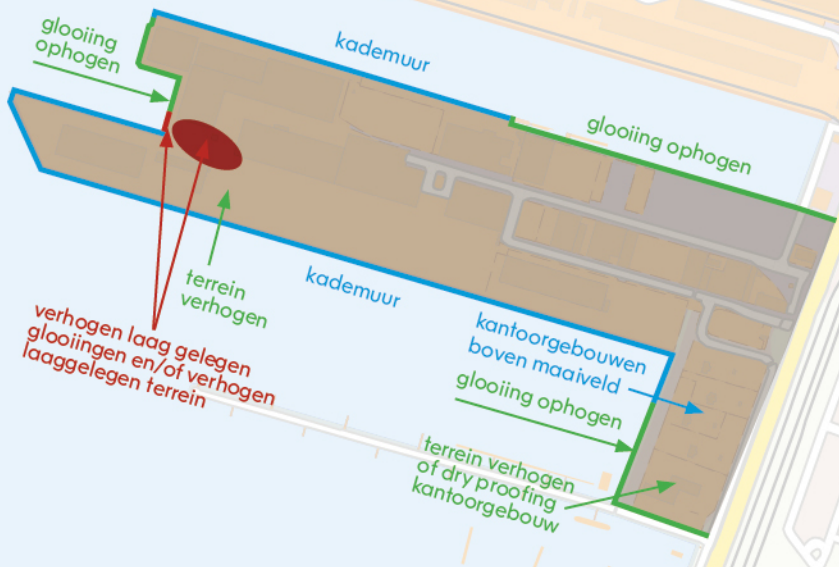 glooiing
ophogen
kademuur
glooiing ophogen
terrein
verhogen
kademuur
verhogen laag gelegen
glooiingen en/of verhogen
laaggelegen terrein
kantoorgebouwen
boven maaiveld
glooiing ophogen
terrein verhogen
of dry proofing
kantoorgebouw